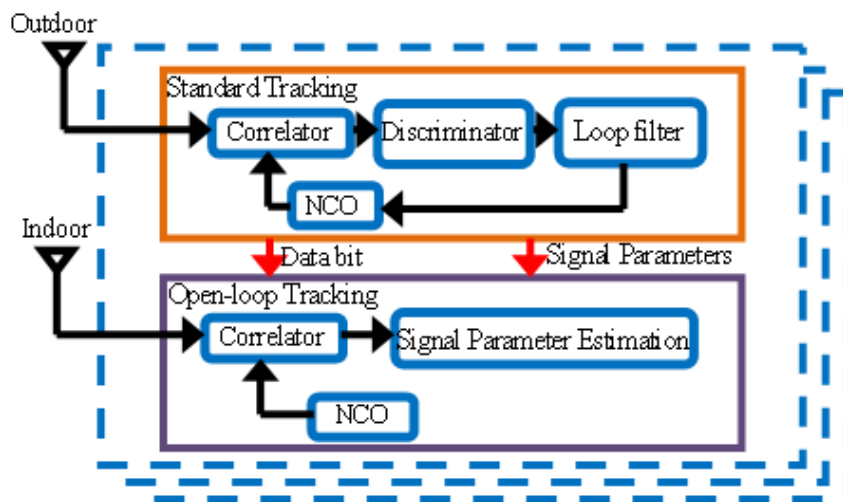 Outdoor
Standard Tracking
Correlator
Discriminator
Loop filter
NCO
Indoor
Data bit
Signal Parameters
Open-loop Tracking
Correlator
Signal Parameter Estimation
NCO